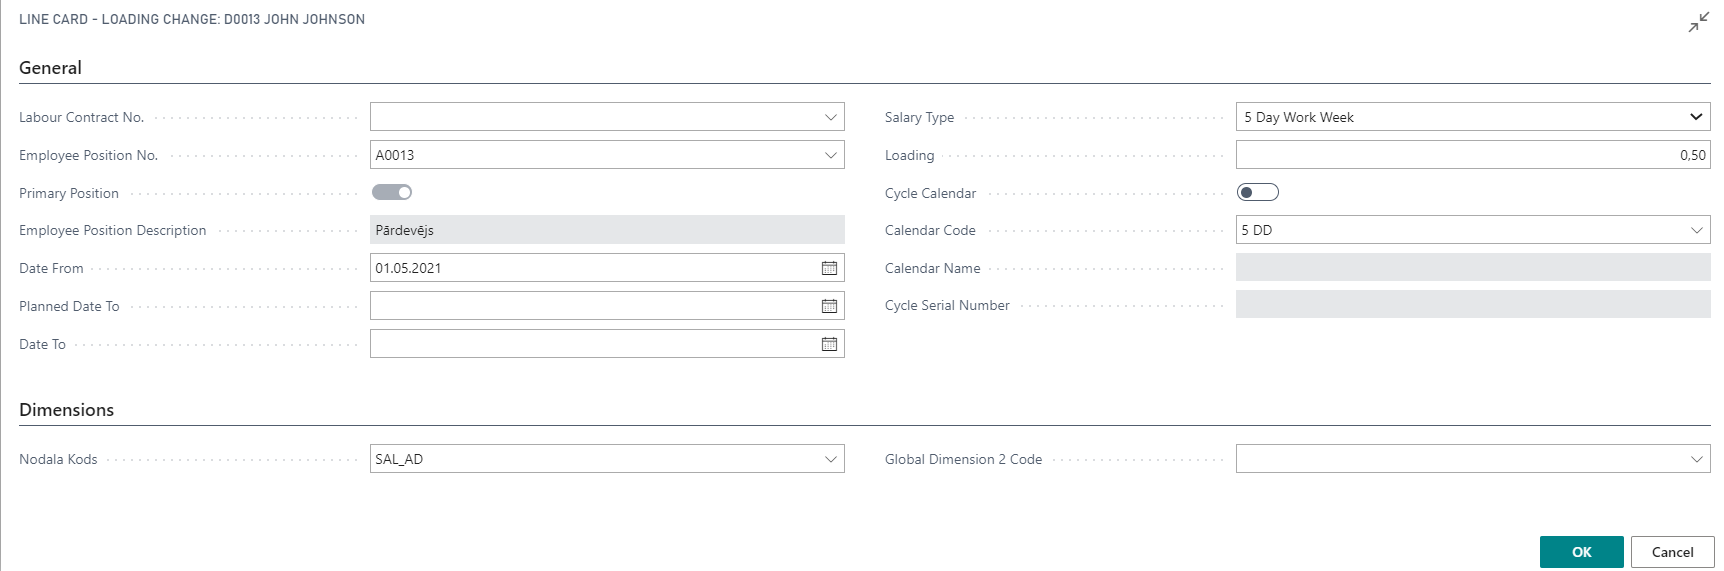 LINE CARD - LOADING CHANGE: D0013 JOHN JOHNSON
General
Labour Contract No.
Employee Position No. A0013
Primary Position
Employee Position Description Pārdevējs
Date From 01.05.2021
Planned Date To
Date To
Salary Type 5 Day Work Week
Loading 0,50
Cycle Calendar
Calendar Code 5 DD
Calendar Name
Cycle Serial Number
Dimensions
Nodala Kods SAL_AD
Global Dimension 2 Code
OK Cancel